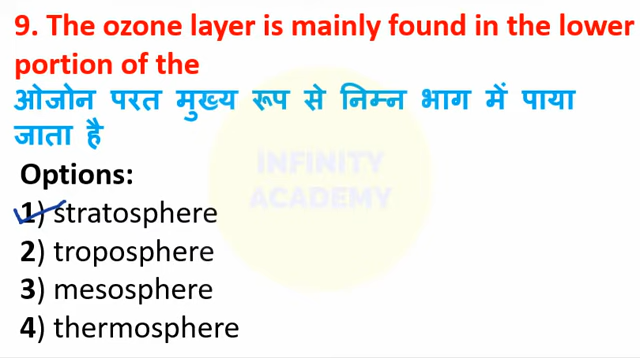 9. The ozone layer is mainly found in the lower
portion of the
ओजोन परत मुख्य रूप से निम्न भाग में पाया
जाता है
INFINITY
ACADEMY
Options:
1) stratosphere
2) troposphere
3) mesosphere
4) thermosphere